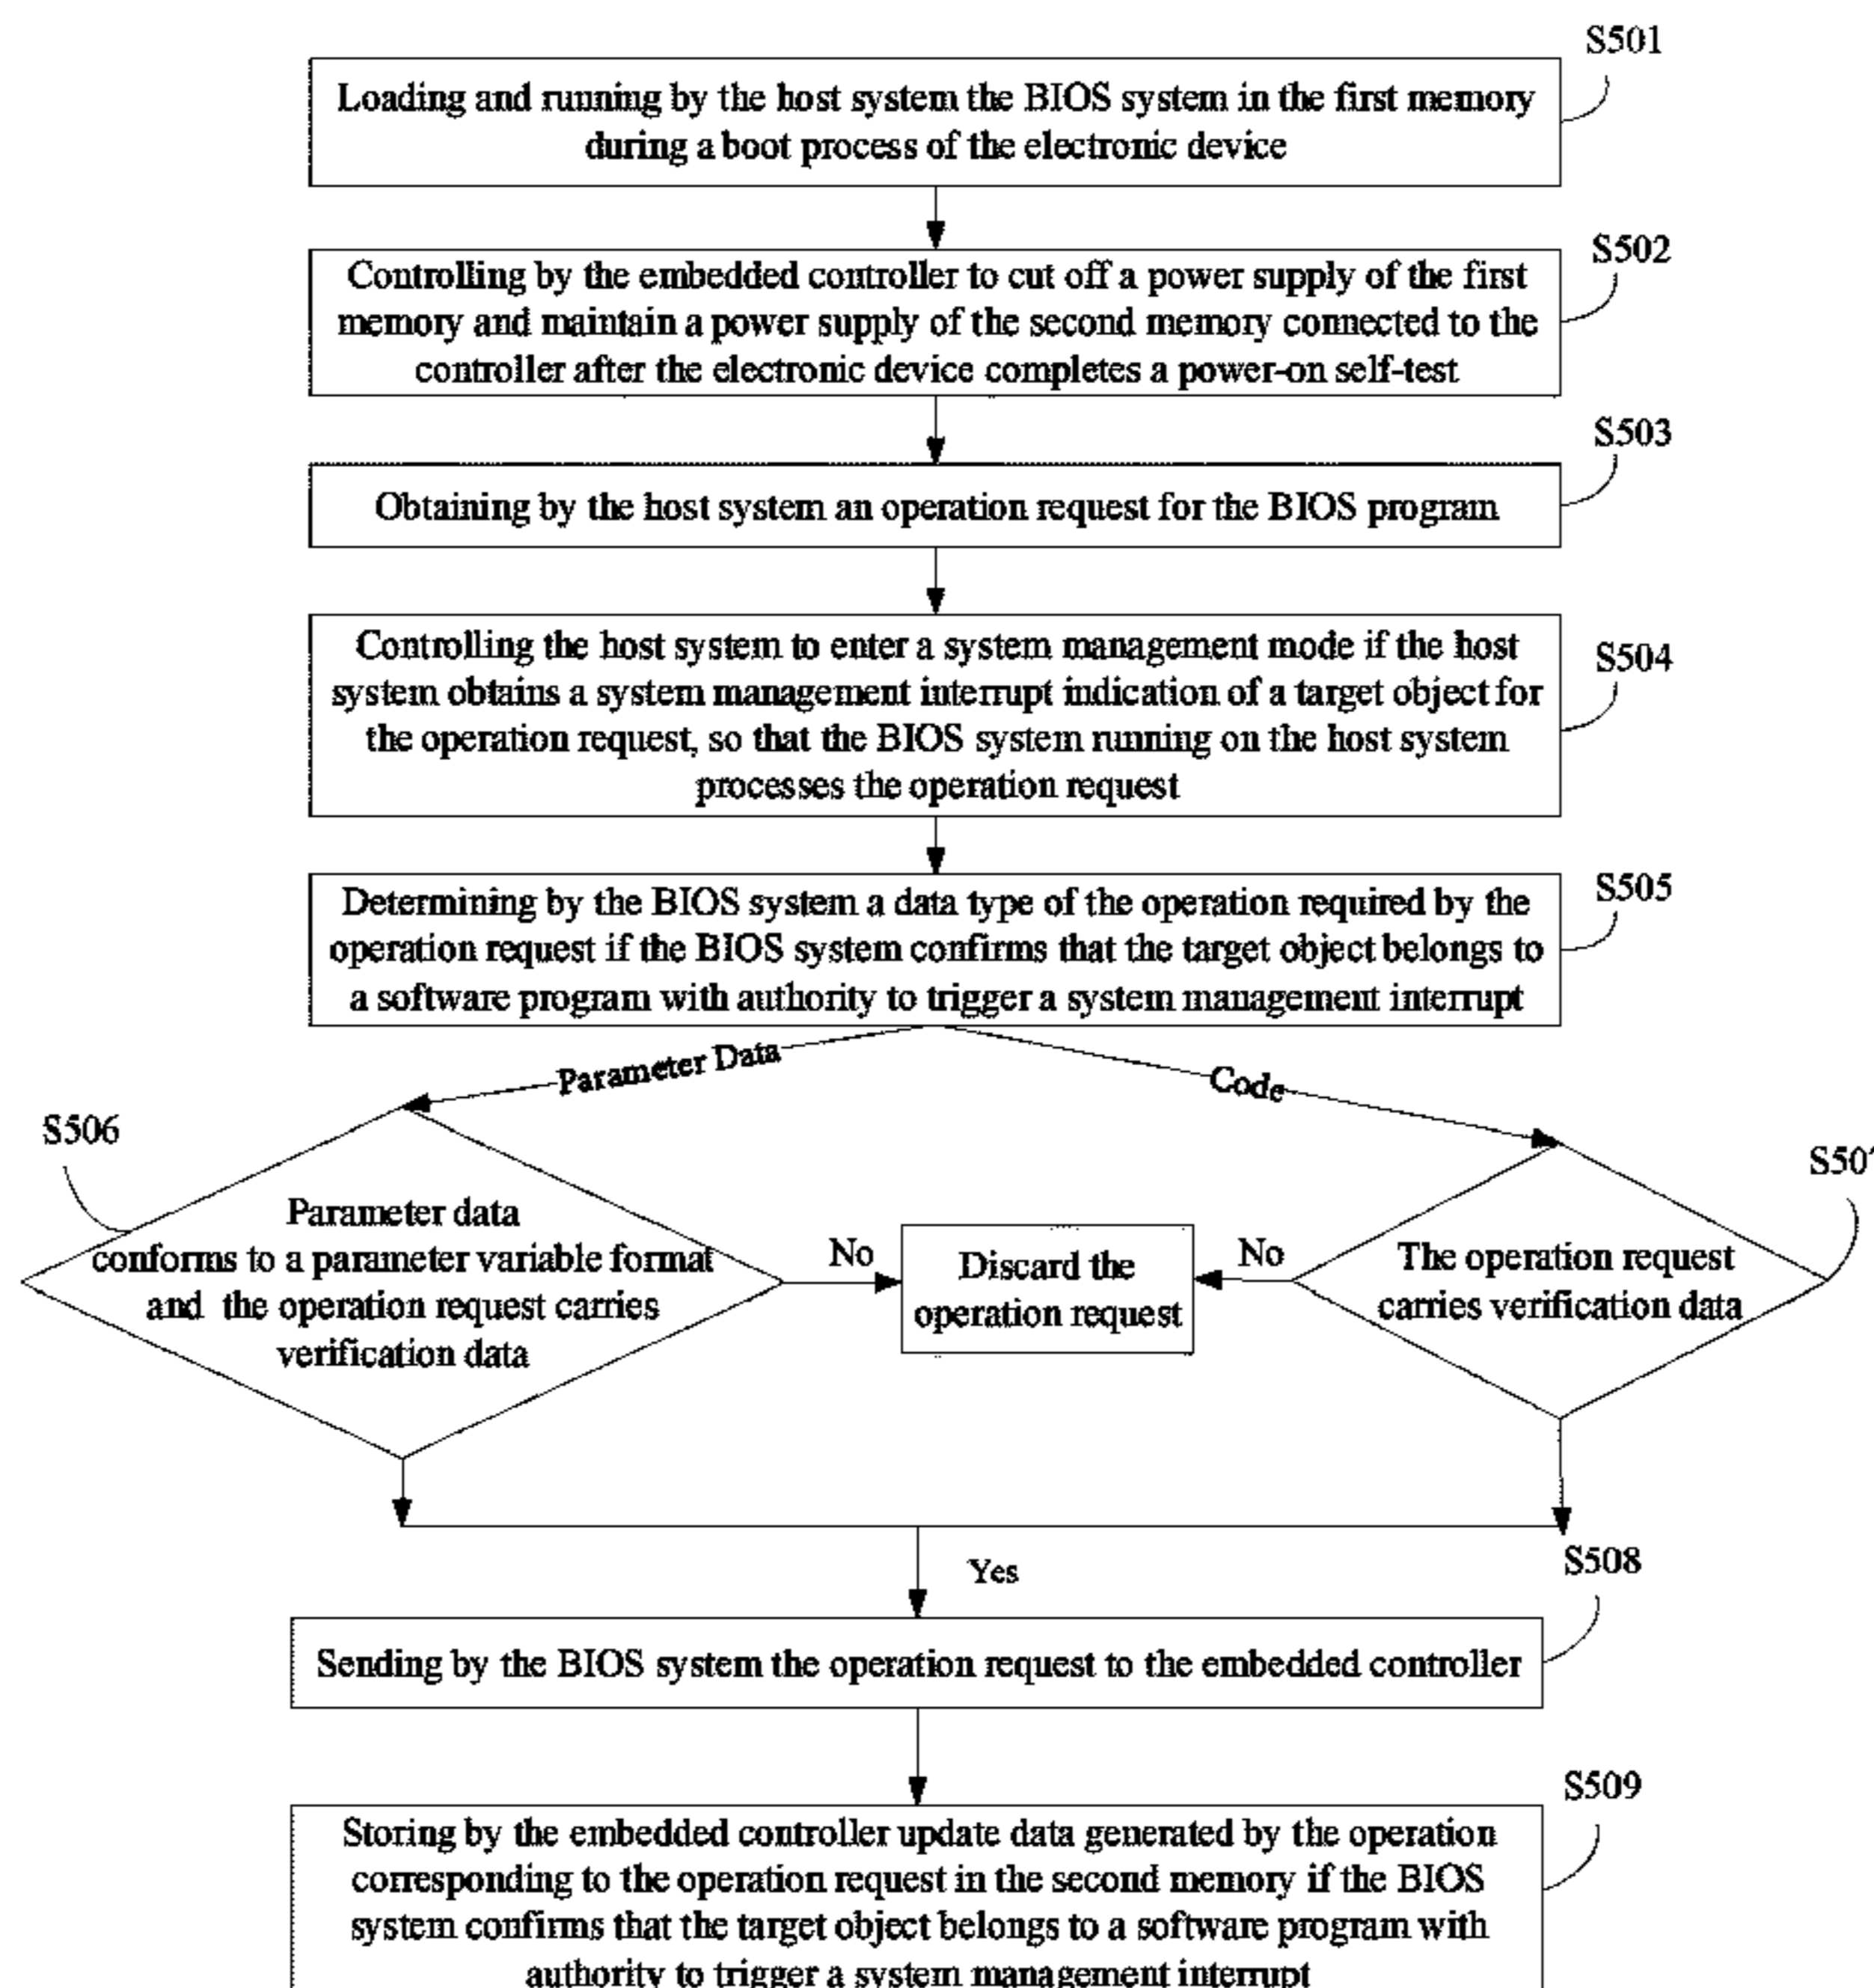 S501
Loading and running by the host system the BIOS system in the first memory
during a boot process of the electronic device
S502
Controlling by the embedded controller to cut off a power supply of the first
memory and maintain a power supply of the second memory connected to the
controller after the electronic device completes a power-on self-test
S503
Obtaining by the host system an operation request for the BIOS program
S504
Controlling the host system to enter a system management mode if the host
system obtains a system management interrupt indication of a target object for
the operation request, so that the BIOS system running on the host system
processes the operation request
S505
Determining by the BIOS system a data type of the operation required by the
operation request if the BIOS system confirms that the target object belongs to
a software program with authority to trigger a system management interrupt
Parameter Data
Code
S506
Parameter data
conforms to a parameter variable format
and the operation request carries
verification data
No
Discard the
operation request
No
The operation request
carries verification data
Yes
S508
Sending by the BIOS system the operation request to the embedded controller
S509
Storing by the embedded controller update data generated by the operation
corresponding to the operation request in the second memory if the BIOS
system confirms that the target object belongs to a software program with
authority to trigger a system management interrupt